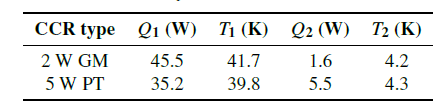 CCR type Q1 (W) T1 (K) Q2 (W) T2 (K)
2 W GM 45.5 41.7 1.6 4.2
5 W PT 35.2 39.8 5.5 4.3